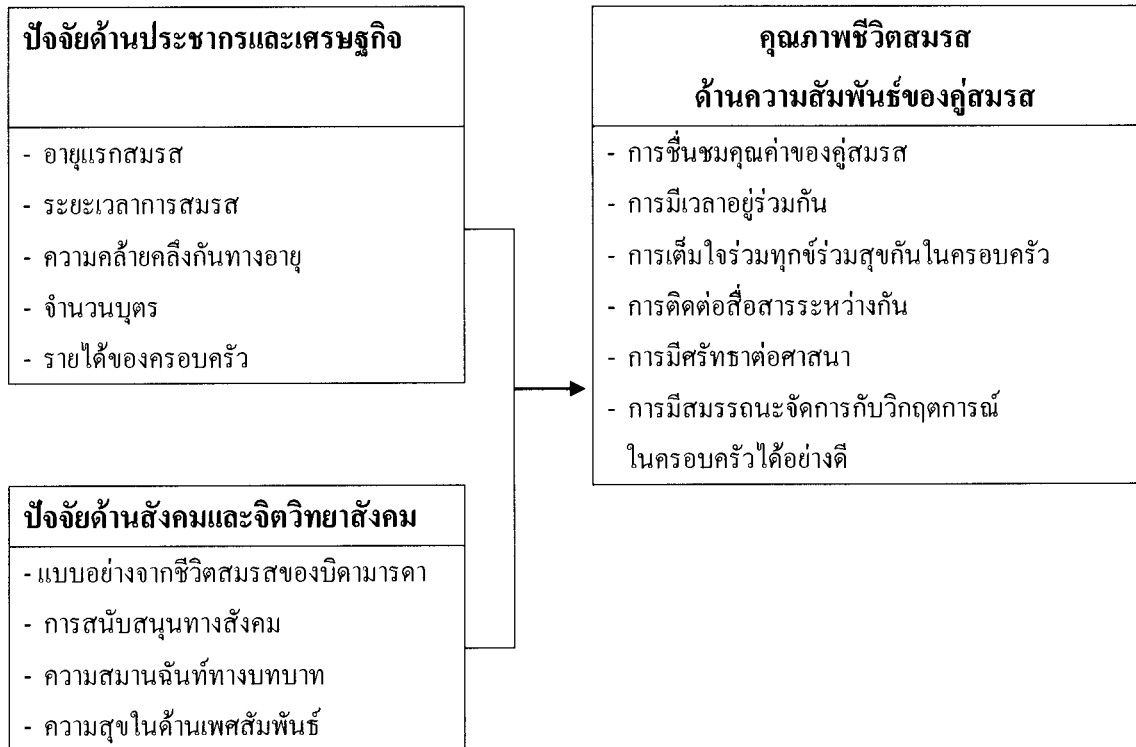 ปัจจัยด้านประชากรและเศรษฐกิจ
- อายุแรกสมรส
- ระยะเวลาการสมรส
- ความคล้ายคลึงกันทางอายุ
- จำนวนบุตร
- รายได้ของครอบครัว
ปัจจัยด้านสังคมและจิตวิทยาสังคม
- แบบอย่างจากชีวิตสมรสของบิดามารดา
- การสนับสนุนทางสังคม
- ความสมานฉันท์ทางบทบาท
- ความสุขในด้านเพศสัมพันธ์
คุณภาพชีวิตสมรส
ด้านความสัมพันธ์ของคู่สมรส
- การชื่นชมคุณค่าของคู่สมรส
- การมีเวลาอยู่ร่วมกัน
- การเต็มใจร่วมทุกข์ร่วมสุขกันในครอบครัว
- การติดต่อสื่อสารระหว่างกัน
- การมีศรัทธาต่อศาสนา
- การมีสมรรถนะจัดการกับวิกฤตการณ์
ในครอบครัวได้อย่างดี